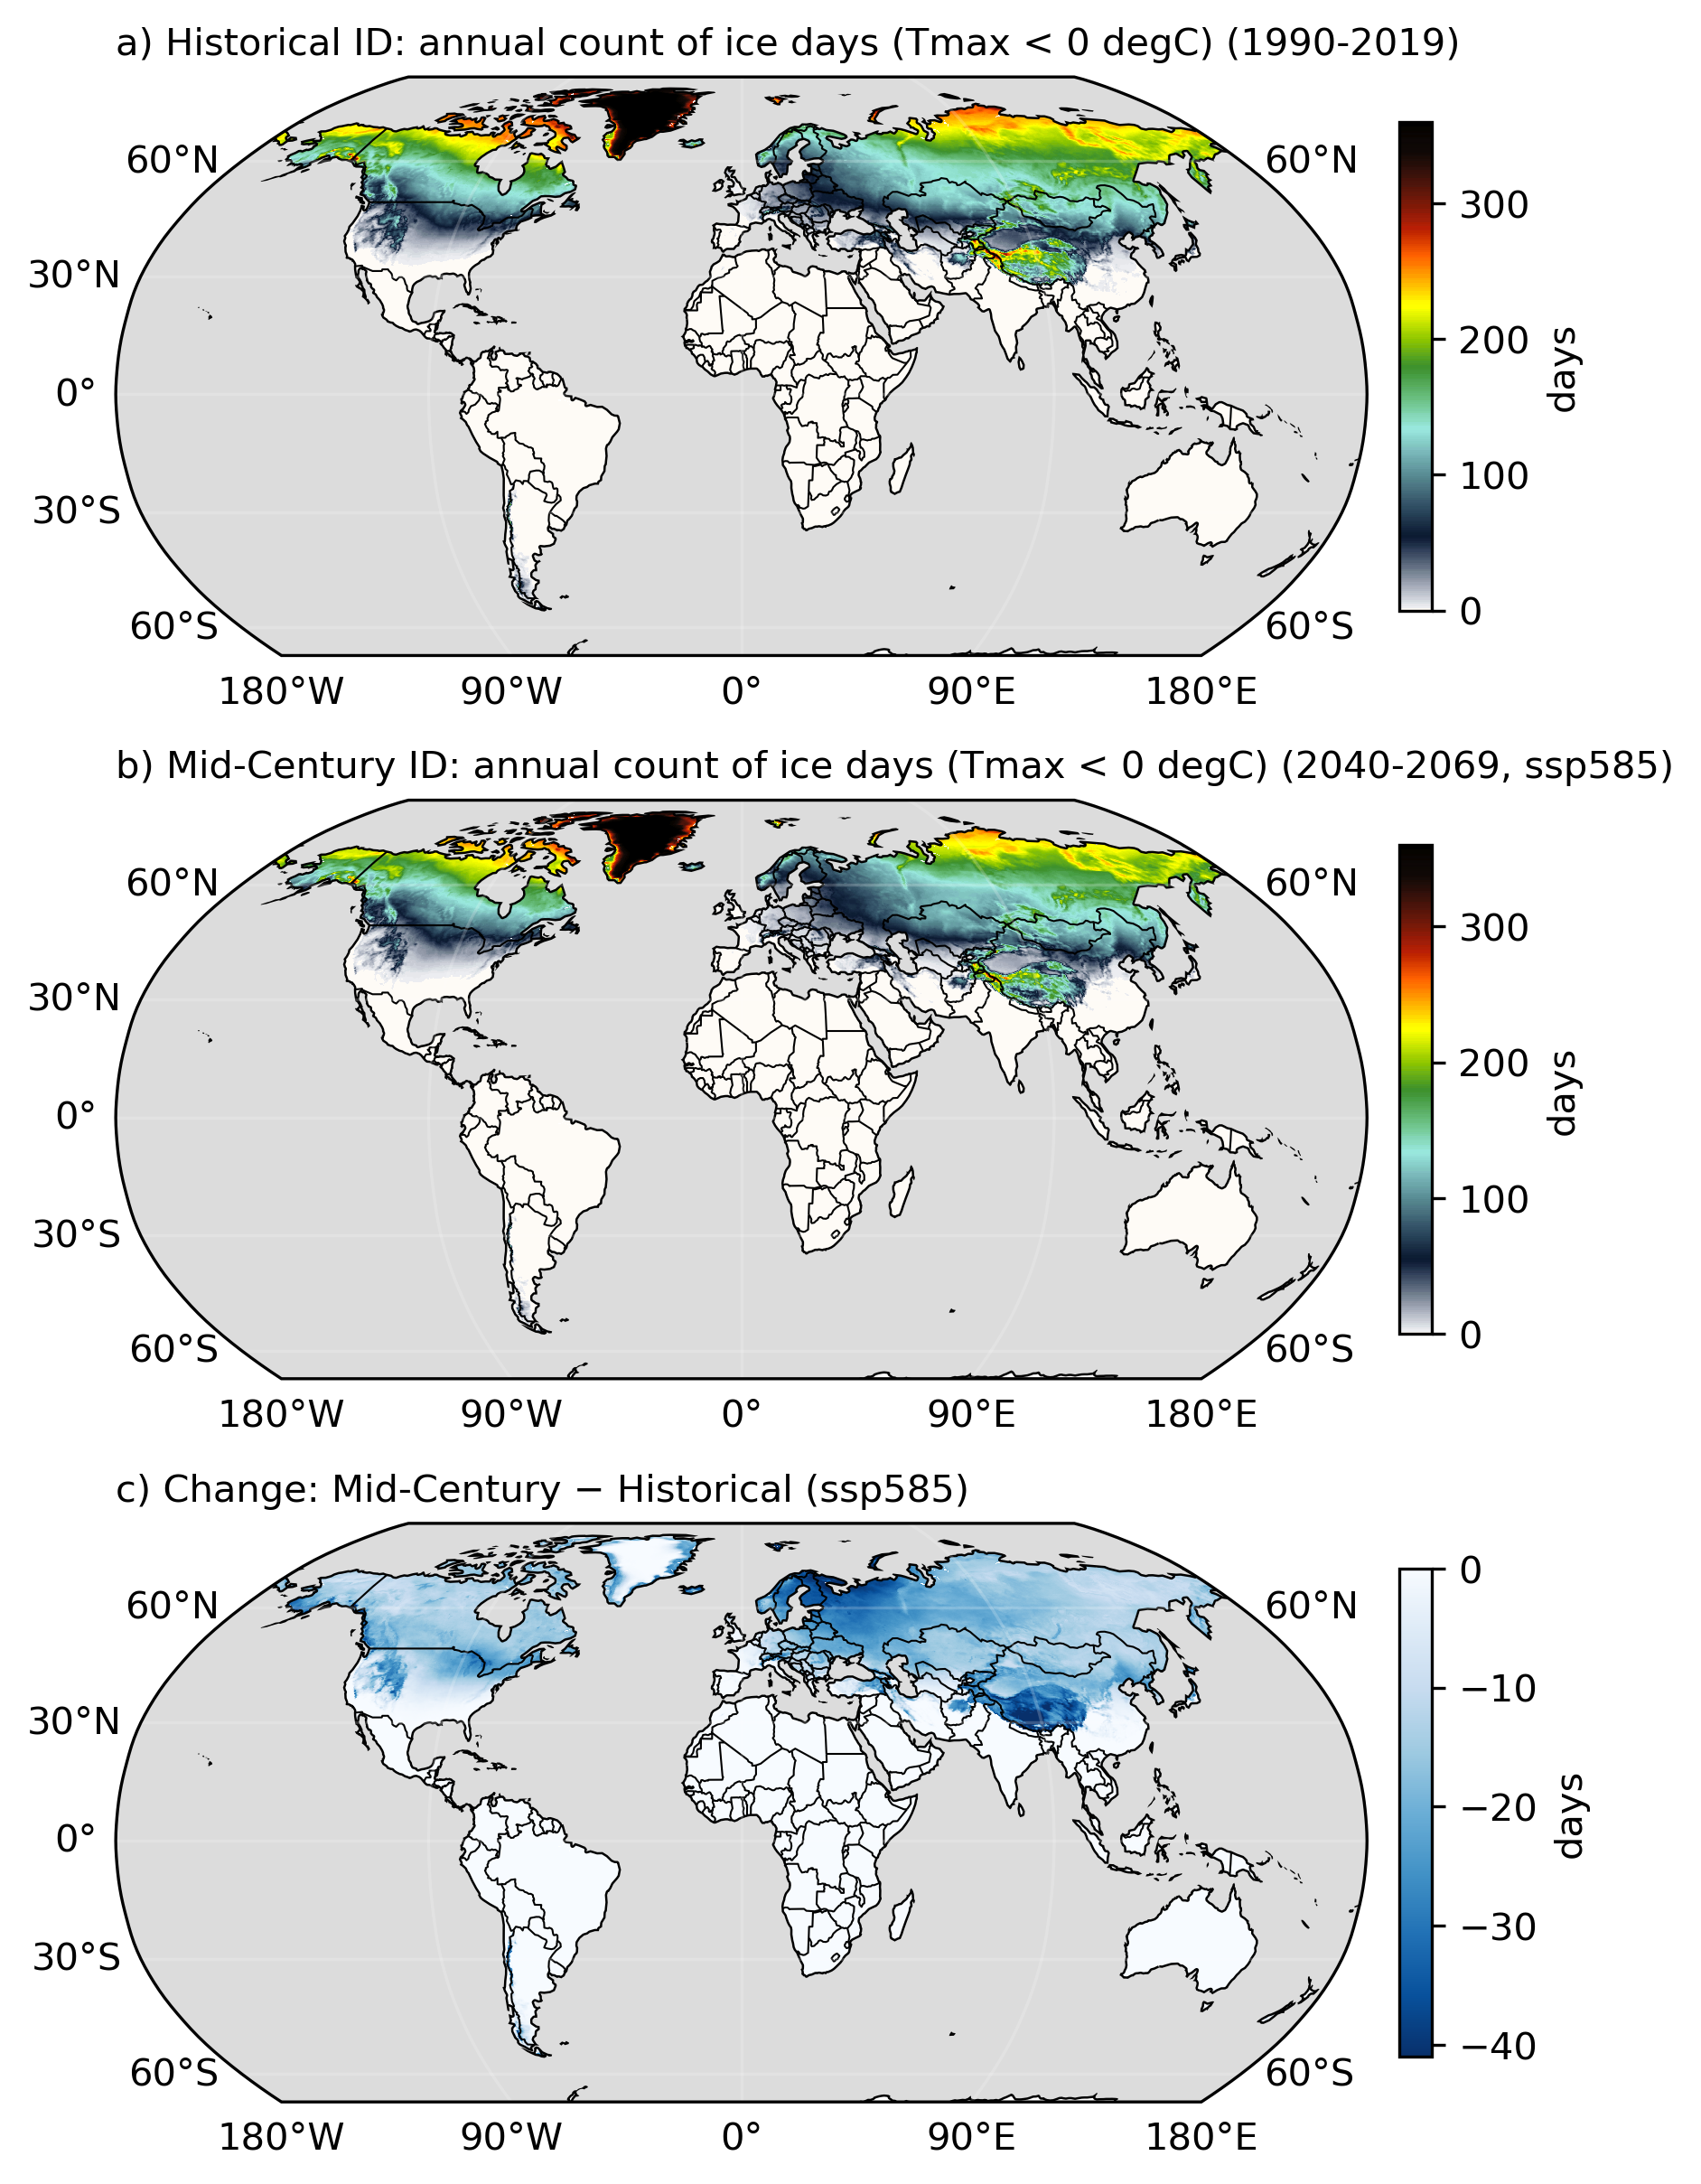 a) Historical ID: annual count of ice days (Tmax < 0 degC) (1990-2019)
60°N 60°N
30°N
0°
30°S
60°S 60°S
180°W 90°W 0° 90°E 180°E
300
200
100
0
days
b) Mid-Century ID: annual count of ice days (Tmax < 0 degC) (2040-2069, ssp585)
60°N 60°N
30°N
0°
30°S
60°S 60°S
180°W 90°W 0° 90°E 180°E
300
200
100
0
days
c) Change: Mid-Century − Historical (ssp585)
60°N 60°N
30°N
0°
30°S
60°S 60°S
180°W 90°W 0° 90°E 180°E
0
−10
−20
−30
−40
days